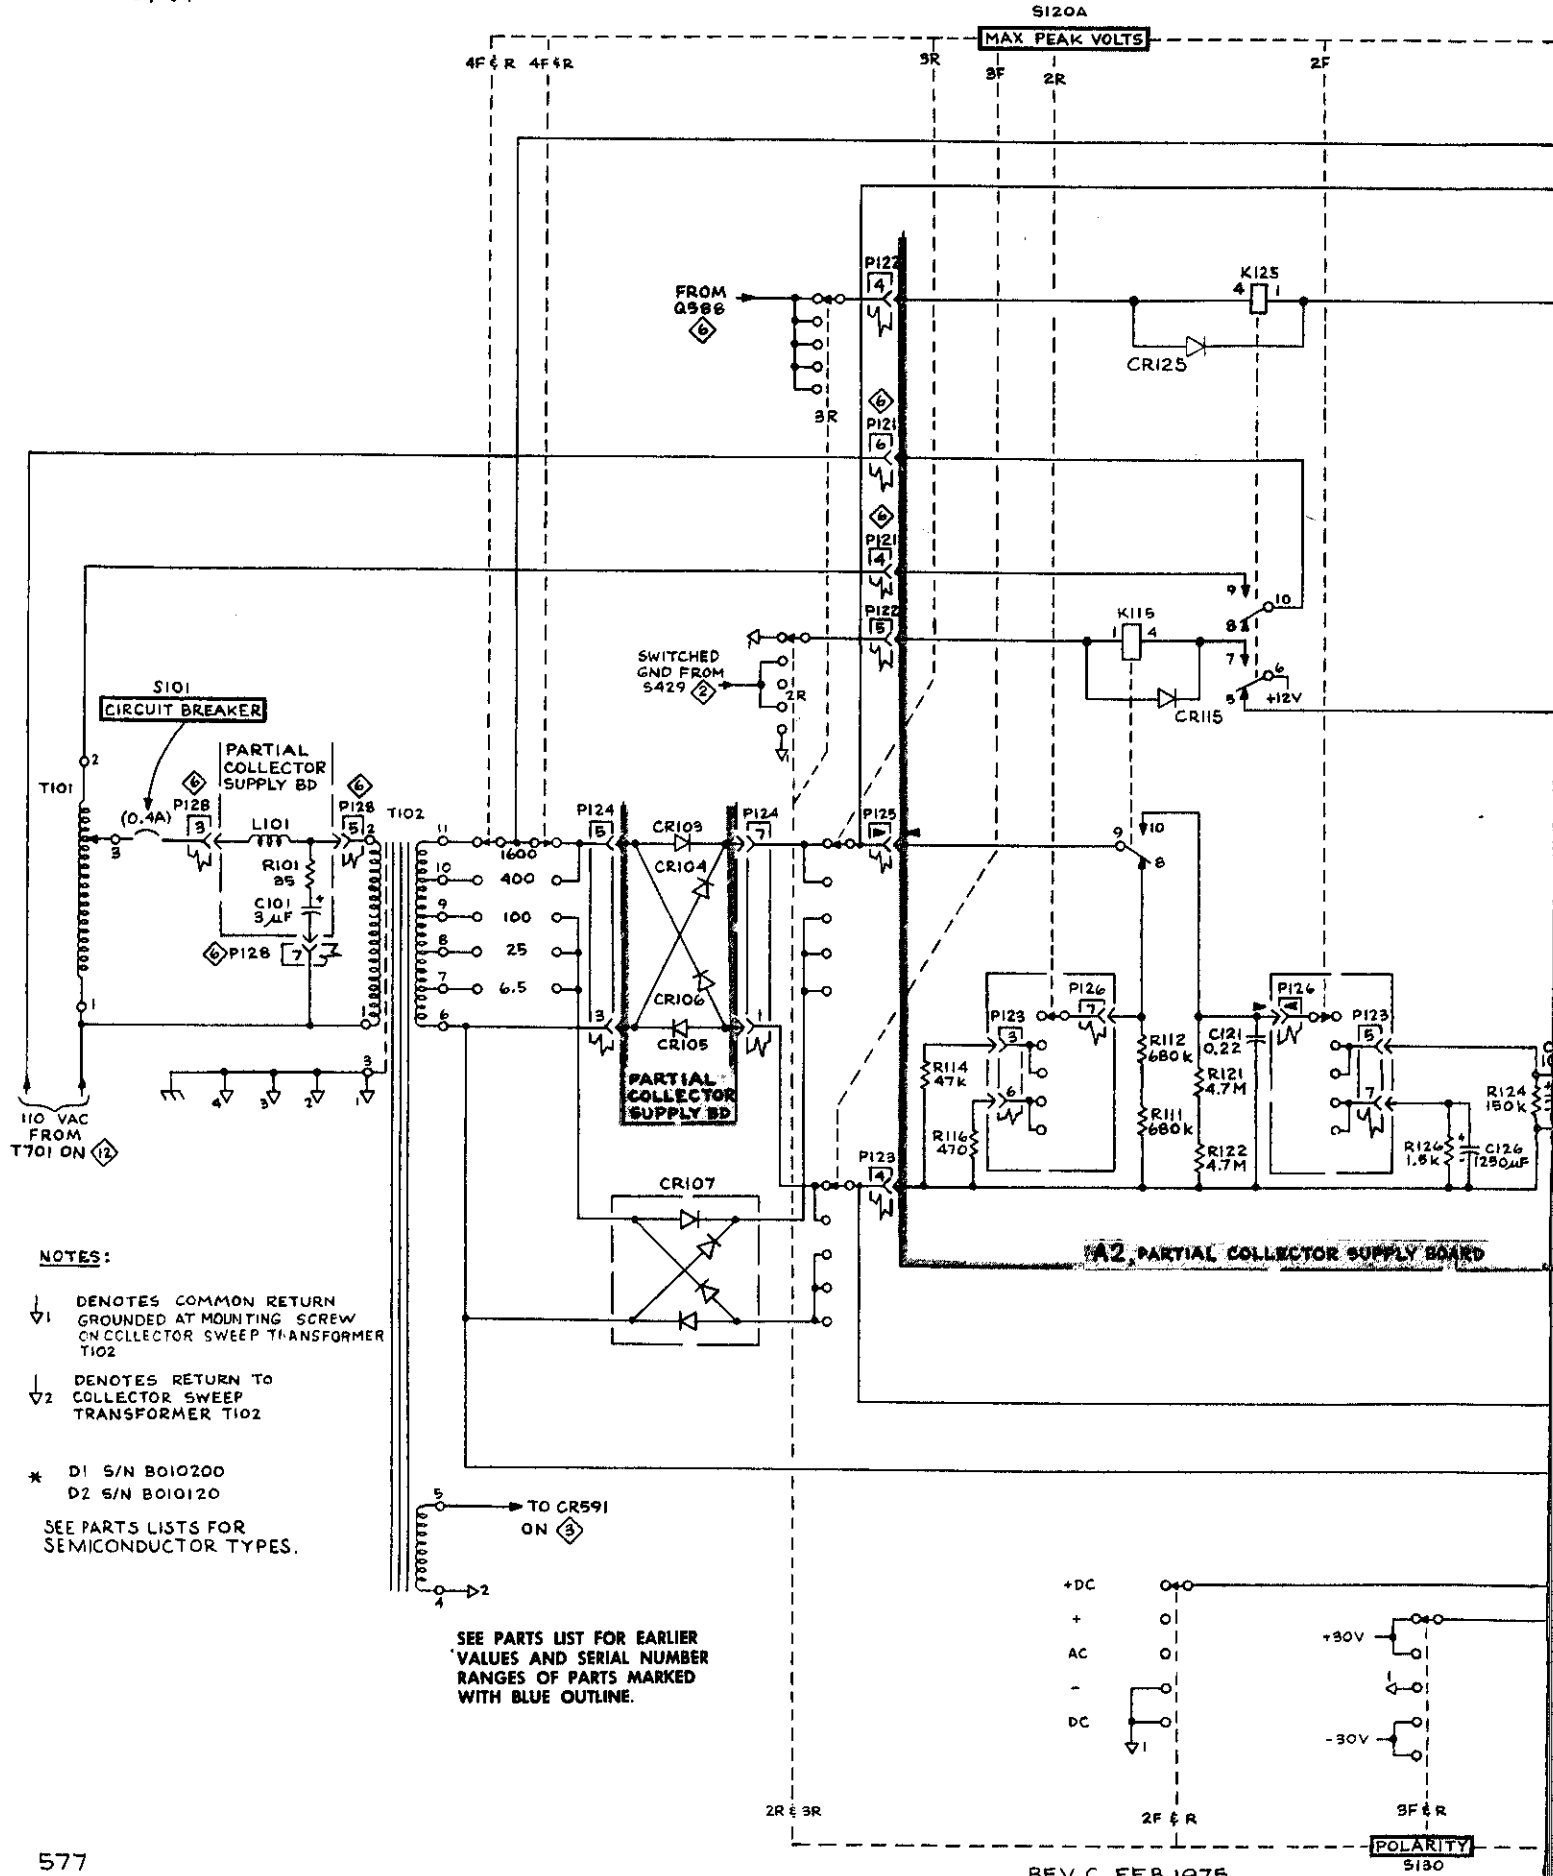 S120A
MAX PEAK VOLTS
4F & R
4F & R
3R
3F
2R
2F
FROM
Q588
6
P122
4
K125
4
1
CR125
3R
6
P121
6
6
P121
4
P122
5
SWITCHED
GND FROM
S429
2
2R
1
K115
1
4
CR115
9
10
8
7
6
5
+12V
S101
CIRCUIT BREAKER
PARTIAL
COLLECTOR
SUPPLY BD
T101
2
(0.4A)
3
6
P128
3
L101
R101
35
C101
3µF
+
6
P128
7
6
P128
5
2
T102
1
3
1
110 VAC
FROM
T701 ON
12
4
3
2
1
11
10
9
8
7
6
1600
400
100
25
6.5
P124
5
3
CR103
CR104
CR106
CR105
P124
7
1
PARTIAL
COLLECTOR
SUPPLY BD
P125
9
10
8
P123
3
6
R114
47K
R116
470
P126
7
R112
680K
R111
680K
R121
4.7M
R122
4.7M
C121
0.22
P126
P123
5
7
R126
1.5K
C126
1250µF
+
-
R124
150K
P123
4
CR107
A2, PARTIAL COLLECTOR SUPPLY BOARD
NOTES:
1
DENOTES COMMON RETURN
GROUNDED AT MOUNTING SCREW
ON COLLECTOR SWEEP TRANSFORMER
T102
2
DENOTES RETURN TO
COLLECTOR SWEEP
TRANSFORMER T102
* D1 S/N B010200
D2 S/N B010120
SEE PARTS LISTS FOR
SEMICONDUCTOR TYPES.
5
TO CR591
ON
3
4
2
SEE PARTS LIST FOR EARLIER
VALUES AND SERIAL NUMBER
RANGES OF PARTS MARKED
WITH BLUE OUTLINE.
+DC
+
AC
-
DC
1
+30V
1
-30V
2R & 3R
2F & R
3F & R
POLARITY
S130
577
REV C FEB 1975